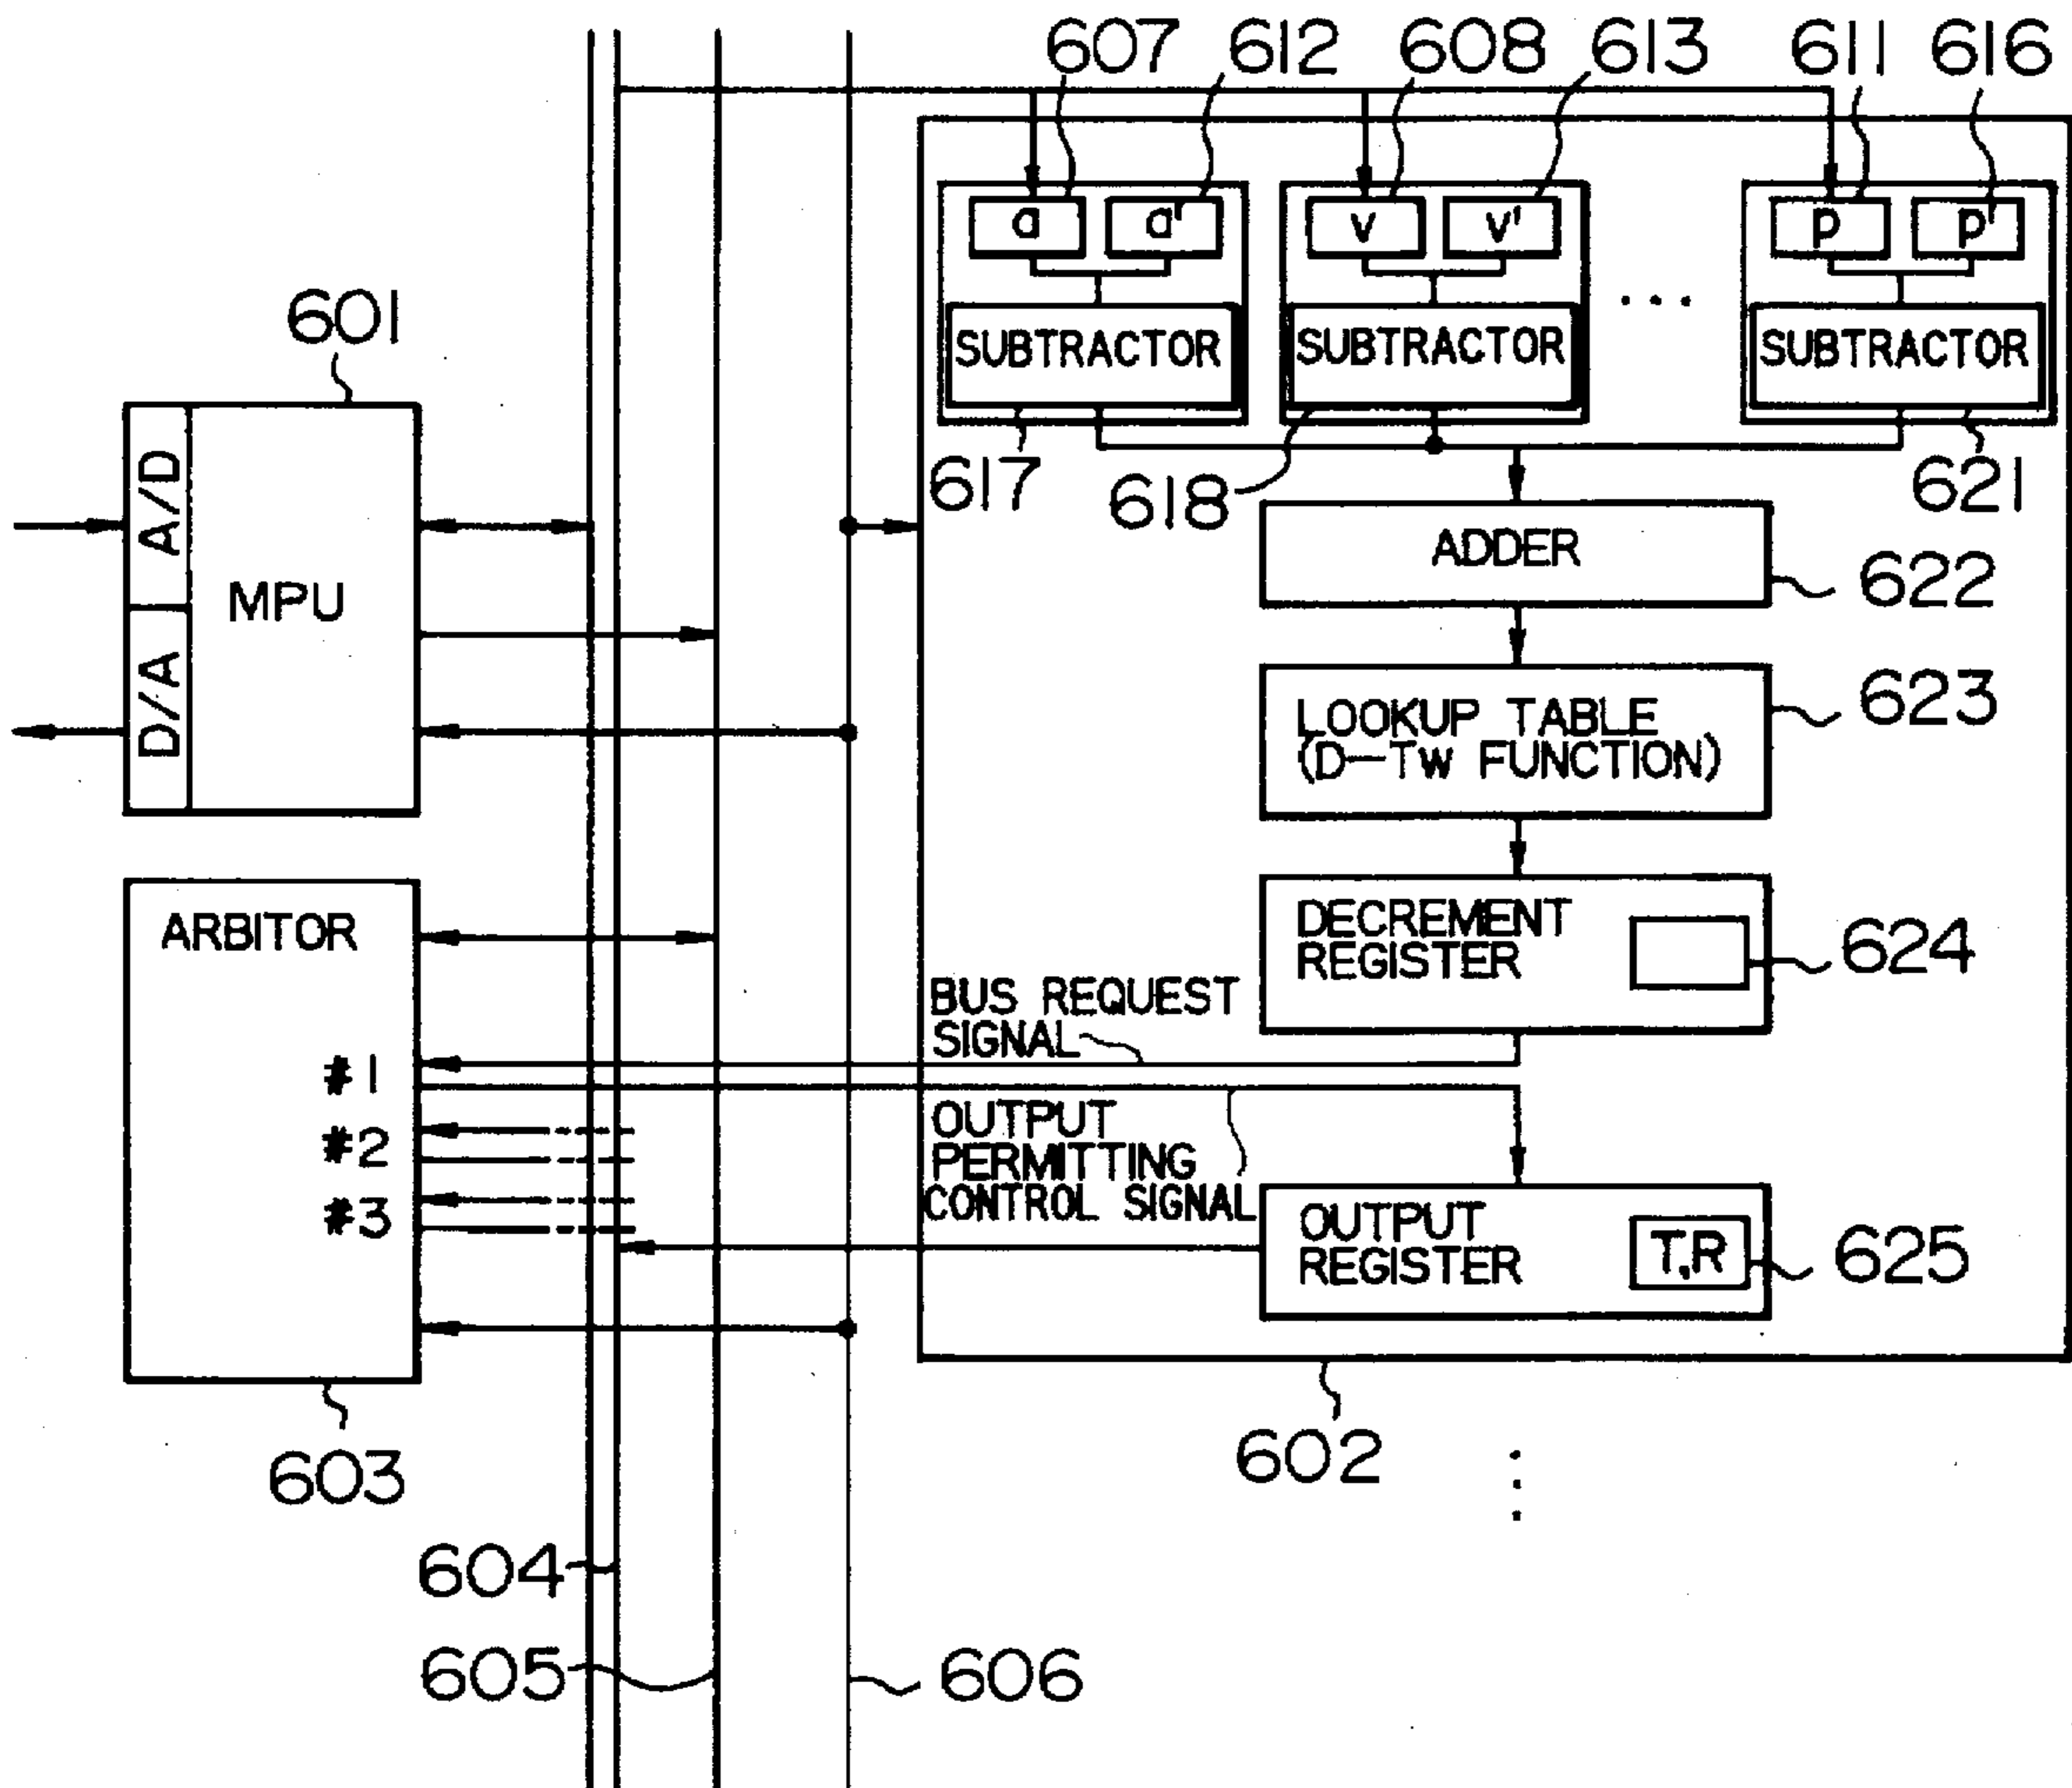 607 612 608 613 611 616
a a' v v' p p'
601
SUBTRACTOR SUBTRACTOR ... SUBTRACTOR
617 618 621
A/D
MPU
D/A
ADDER
622
LOOKUP TABLE
(D-TW FUNCTION)
623
ARBITOR
DECREMENT
REGISTER
624
BUS REQUEST
SIGNAL
#1
#2
#3
OUTPUT
PERMITTING
CONTROL SIGNAL
OUTPUT
REGISTER
T,R
625
603
602
604
605
606